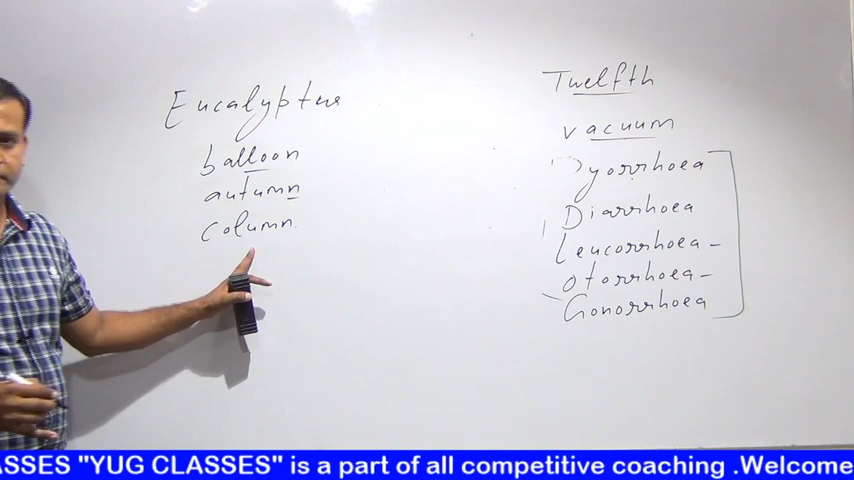 Eucalyptus
balloon
autumn
column
Twelfth
vacuum
Pyorrhoea
Diarrhoea
Leucorrhoea -
Otorrhoea -
Gonorrhoea
ASSES "YUG CLASSES" is a part of all competitive coaching .Welcome